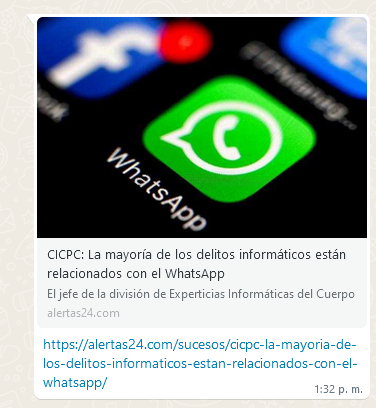 WhatsApp
CICPC: La mayoría de los delitos informáticos están
relacionados con el WhatsApp
El jefe de la división de Experticias Informáticas del Cuerpo
alertas24.com
https://alertas24.com/sucesos/cicpc-la-mayoria-de-
los-delitos-informaticos-estan-relacionados-con-el-
whatsapp/
1:32 p. m.